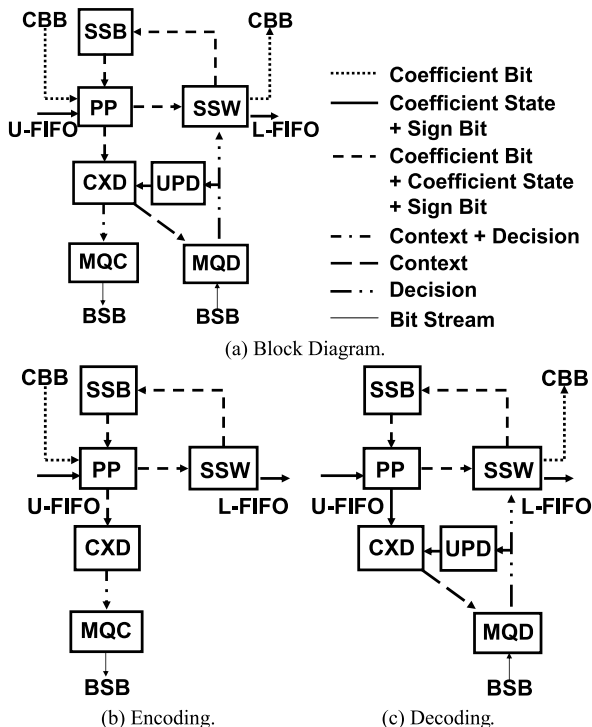 CBB
CBB
SSB
PP
SSW
U-FIFO
L-FIFO
CXD
UPD
MQC
MQD
BSB
BSB
Coefficient Bit
Coefficient State
+ Sign Bit
Coefficient Bit
+ Coefficient State
+ Sign Bit
Context + Decision
Context
Decision
Bit Stream
(a) Block Diagram.
CBB
SSB
PP
SSW
U-FIFO
L-FIFO
CXD
MQC
BSB
(b) Encoding.
CBB
SSB
PP
SSW
U-FIFO
L-FIFO
CXD
UPD
MQD
BSB
(c) Decoding.